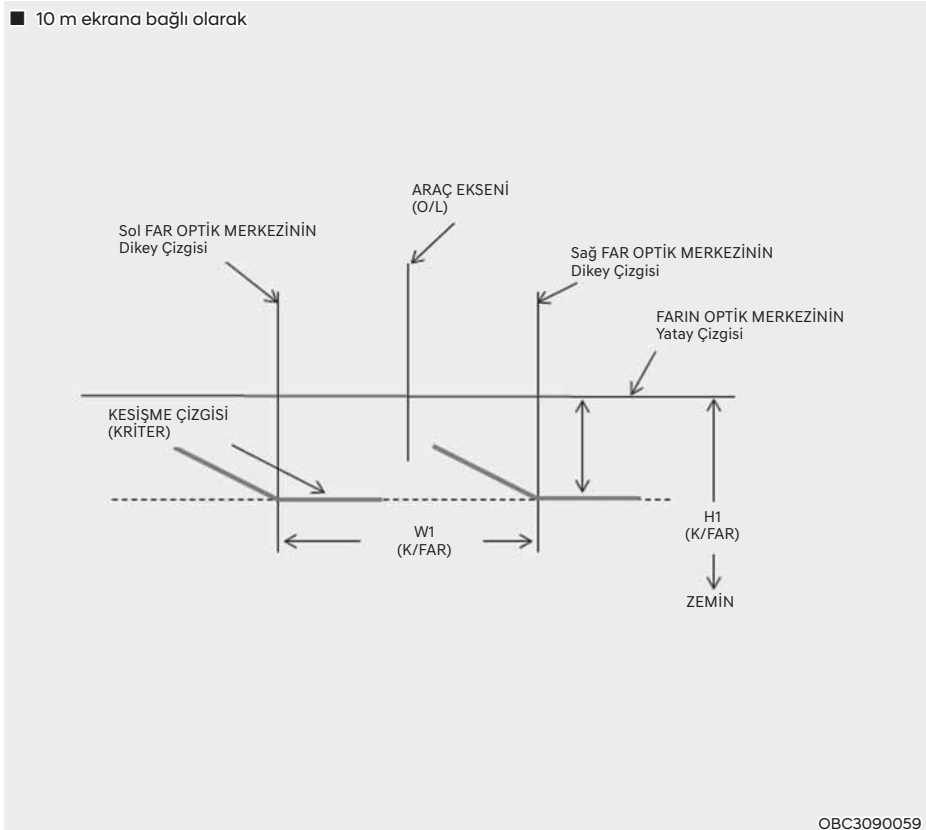 ■ 10 m ekrana bağlı olarak
ARAÇ EKSENİ
(O/L)
Sol FAR OPTİK MERKEZİNİN
Dikey Çizgisi
Sağ FAR OPTİK MERKEZİNİN
Dikey Çizgisi
FARIN OPTİK MERKEZİNİN
Yatay Çizgisi
KESİŞME ÇİZGİSİ
(KRİTER)
W1
(K/FAR)
H1
(K/FAR)
ZEMİN
OBC3090059